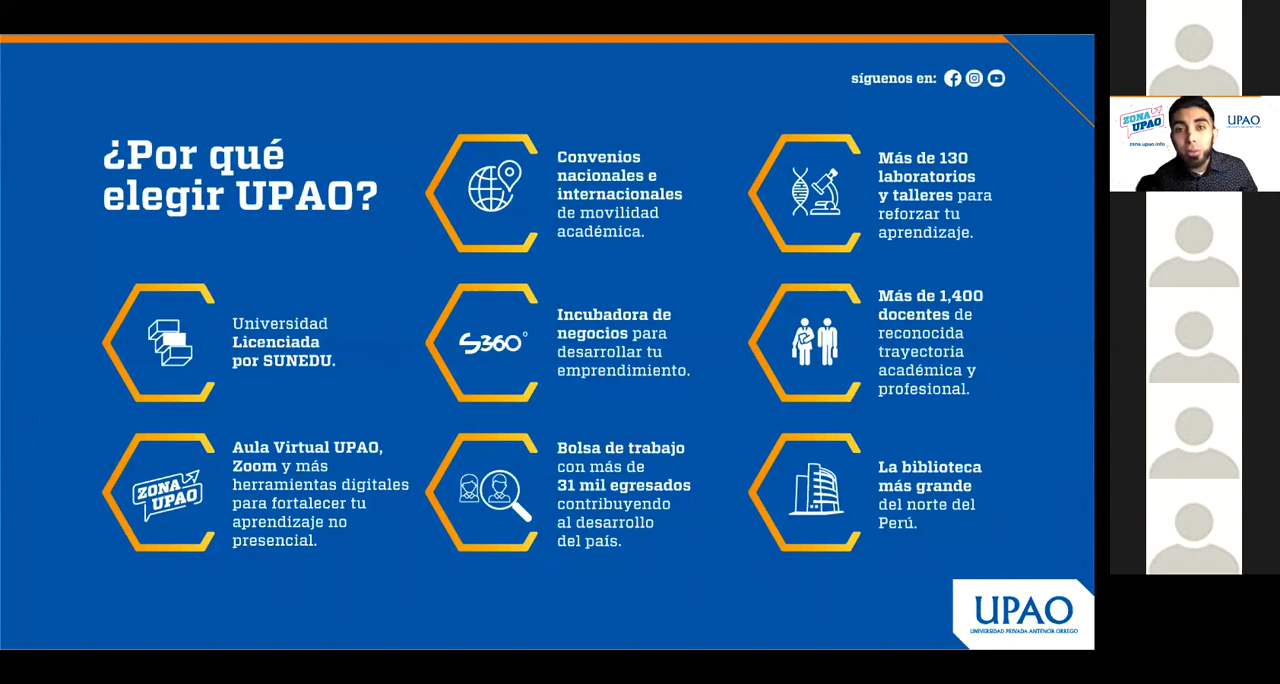 síguenos en:
¿Por qué
elegir UPAO?
Convenios
nacionales e
internacionales
de movilidad
académica.
Más de 130
laboratorios
y talleres para
reforzar tu
aprendizaje.
Universidad
Licenciada
por SUNEDU.
S360°
Incubadora de
negocios para
desarrollar tu
emprendimiento.
Más de 1,400
docentes de
reconocida
trayectoria
académica y
profesional.
ZONA
UPAO
Aula Virtual UPAO,
Zoom y más
herramientas digitales
para fortalecer tu
aprendizaje no
presencial.
Bolsa de trabajo
con más de
31 mil egresados
contribuyendo
al desarrollo
del país.
La biblioteca
más grande
del norte del
Perú.
UPAO
UNIVERSIDAD PRIVADA ANTENOR ORREGO
ZONA
UPAO
zona.upao.info
UPAO